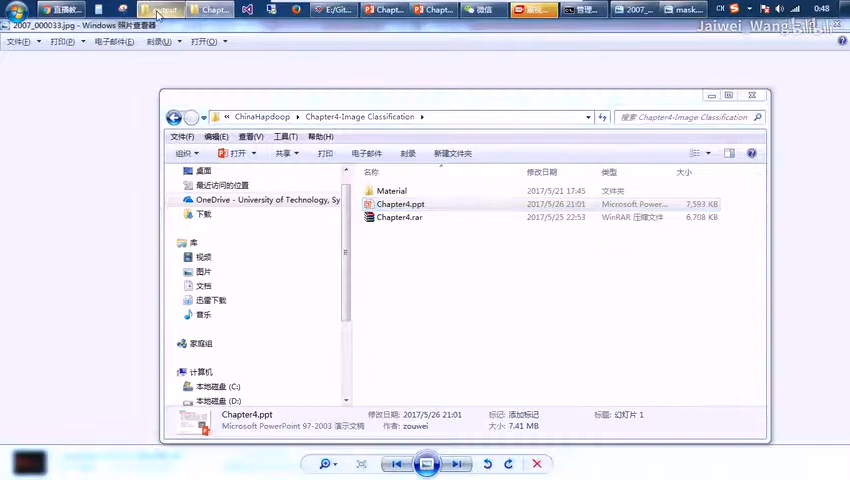 直播教... output Chapt... E:/Git... Chapt... Chapt... 微信 管理... 2007_... mask... CH 0:48
2007_000033.jpg - Windows 照片查看器
Jaiwei_Wang bilibili
文件(F) 打印(P) 电子邮件(E) 刻录(U) 打开(O)
« ChinaHapdoop Chapter4-Image Classification 搜索 Chapter4-Image Classification
文件(F) 编辑(E) 查看(V) 工具(T) 帮助(H)
组织 打开 共享 打印 电子邮件 刻录 新建文件夹
桌面
最近访问的位置
OneDrive - University of Technology, Sy
下载
库
视频
图片
文档
迅雷下载
音乐
家庭组
计算机
本地磁盘 (C:)
本地磁盘 (D:)
名称 修改日期 类型 大小
Material 2017/5/21 17:45 文件夹
Chapter4.ppt 2017/5/26 21:01 Microsoft Power... 7,593 KB
Chapter4.rar 2017/5/25 22:53 WinRAR 压缩文件 6,708 KB
Chapter4.ppt 修改日期: 2017/5/26 21:01 标记: 添加标记 标题: 幻灯片 1
Microsoft PowerPoint 97-2003 演示文稿 作者: zouwei 大小: 7.41 MB